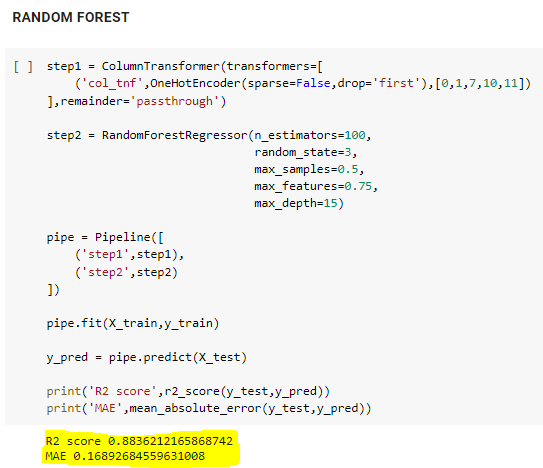 RANDOM FOREST
[ ] step1 = ColumnTransformer(transformers=[
('col_tnf',OneHotEncoder(sparse=False,drop='first'),[0,1,7,10,11])
],remainder='passthrough')
step2 = RandomForestRegressor(n_estimators=100,
random_state=3,
max_samples=0.5,
max_features=0.75,
max_depth=15)
pipe = Pipeline([
('step1',step1),
('step2',step2)
])
pipe.fit(X_train,y_train)
y_pred = pipe.predict(X_test)
print('R2 score',r2_score(y_test,y_pred))
print('MAE',mean_absolute_error(y_test,y_pred))
R2 score 0.8836212165868742
MAE 0.16892684559631008